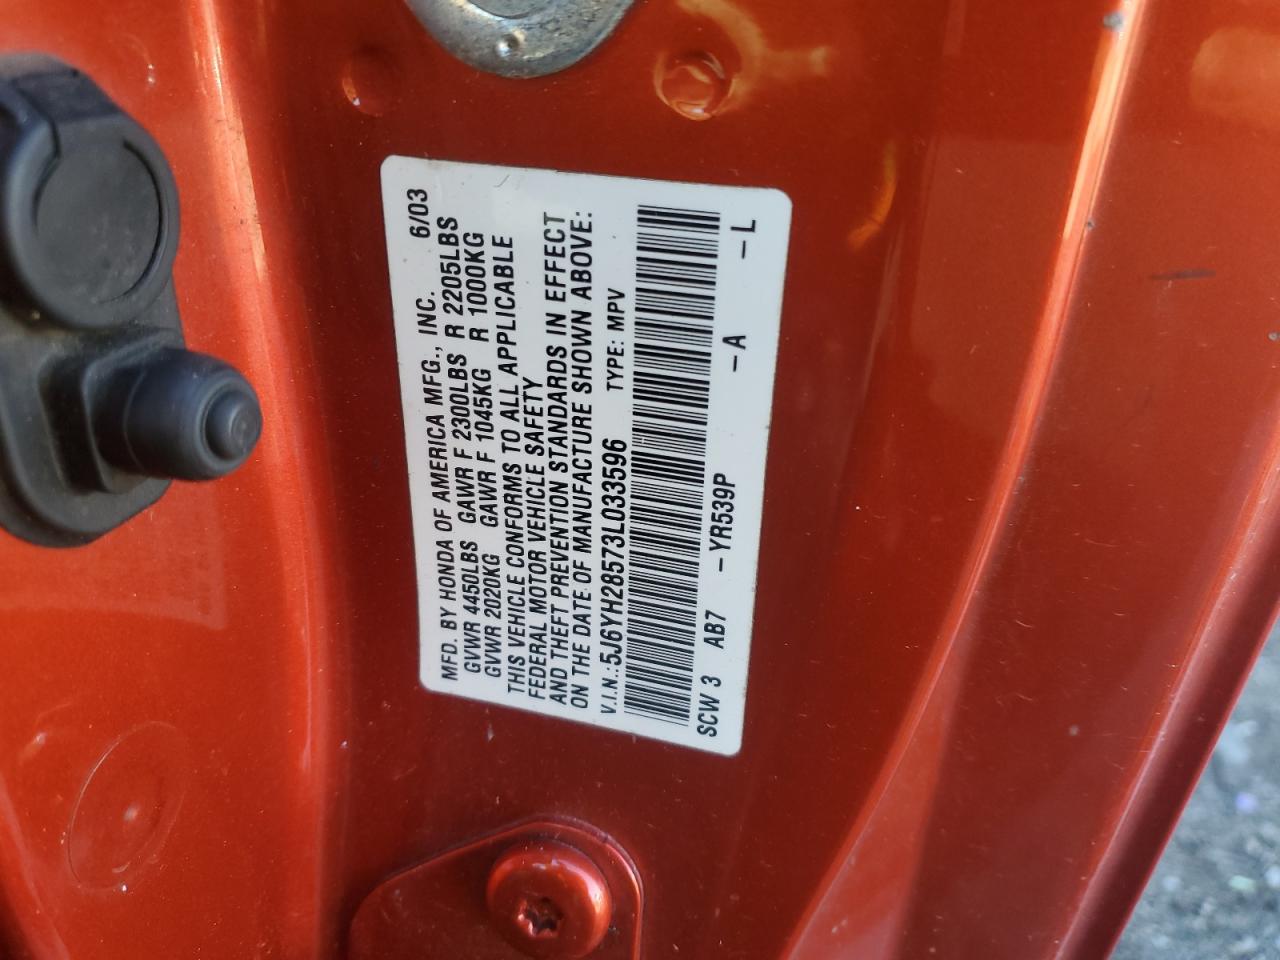 MFD. BY HONDA OF AMERICA MFG., INC. 6/03
GVWR 4450LBS GAWR F 2300LBS R 2205LBS
GVWR 2020KG GAWR F 1045KG R 1000KG
THIS VEHICLE CONFORMS TO ALL APPLICABLE
FEDERAL MOTOR VEHICLE SAFETY
AND THEFT PREVENTION STANDARDS IN EFFECT
ON THE DATE OF MANUFACTURE SHOWN ABOVE:
V.I.N.:5J6YH28573L033596 TYPE: MPV
SCW 3 AB7 -YR539P -A -L